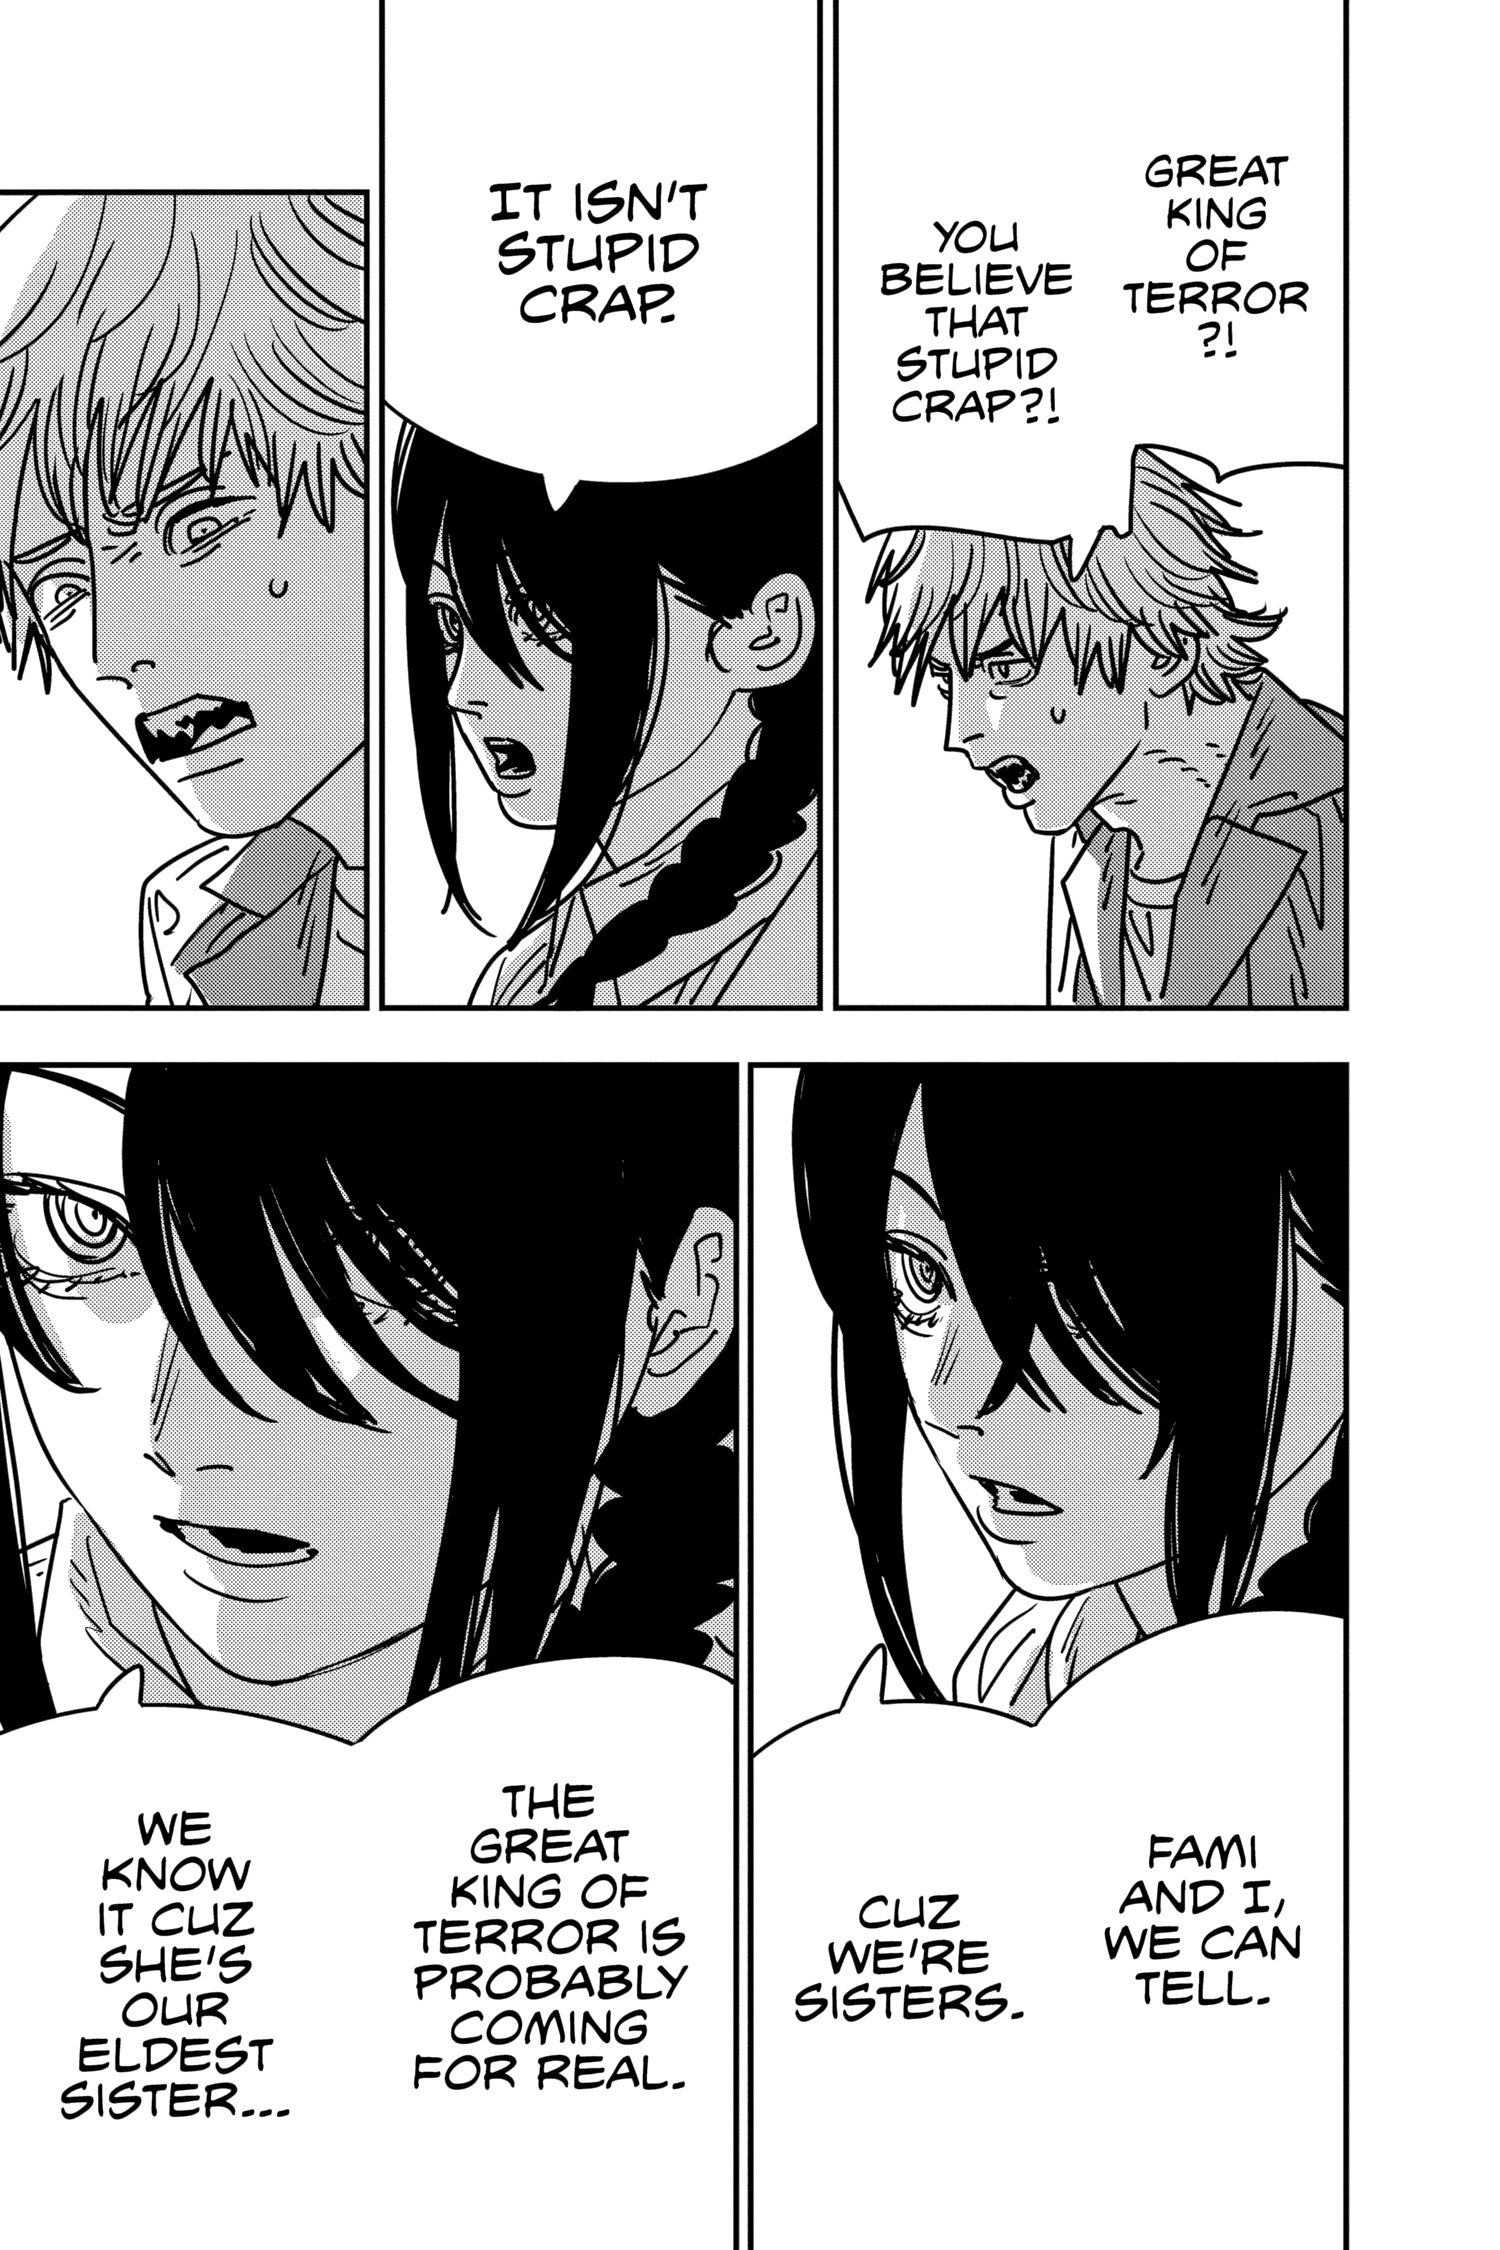 GREAT
KING
OF
TERROR
?!
YOU
BELIEVE
THAT
STUPID
CRAP?!
IT ISN'T
STUPID
CRAP.
FAMI
AND I,
WE CAN
TELL.
CUZ
WE'RE
SISTERS.
THE
GREAT
KING OF
TERROR IS
PROBABLY
COMING
FOR REAL.
WE
KNOW
IT CUZ
SHE'S
OUR
ELDEST
SISTER...